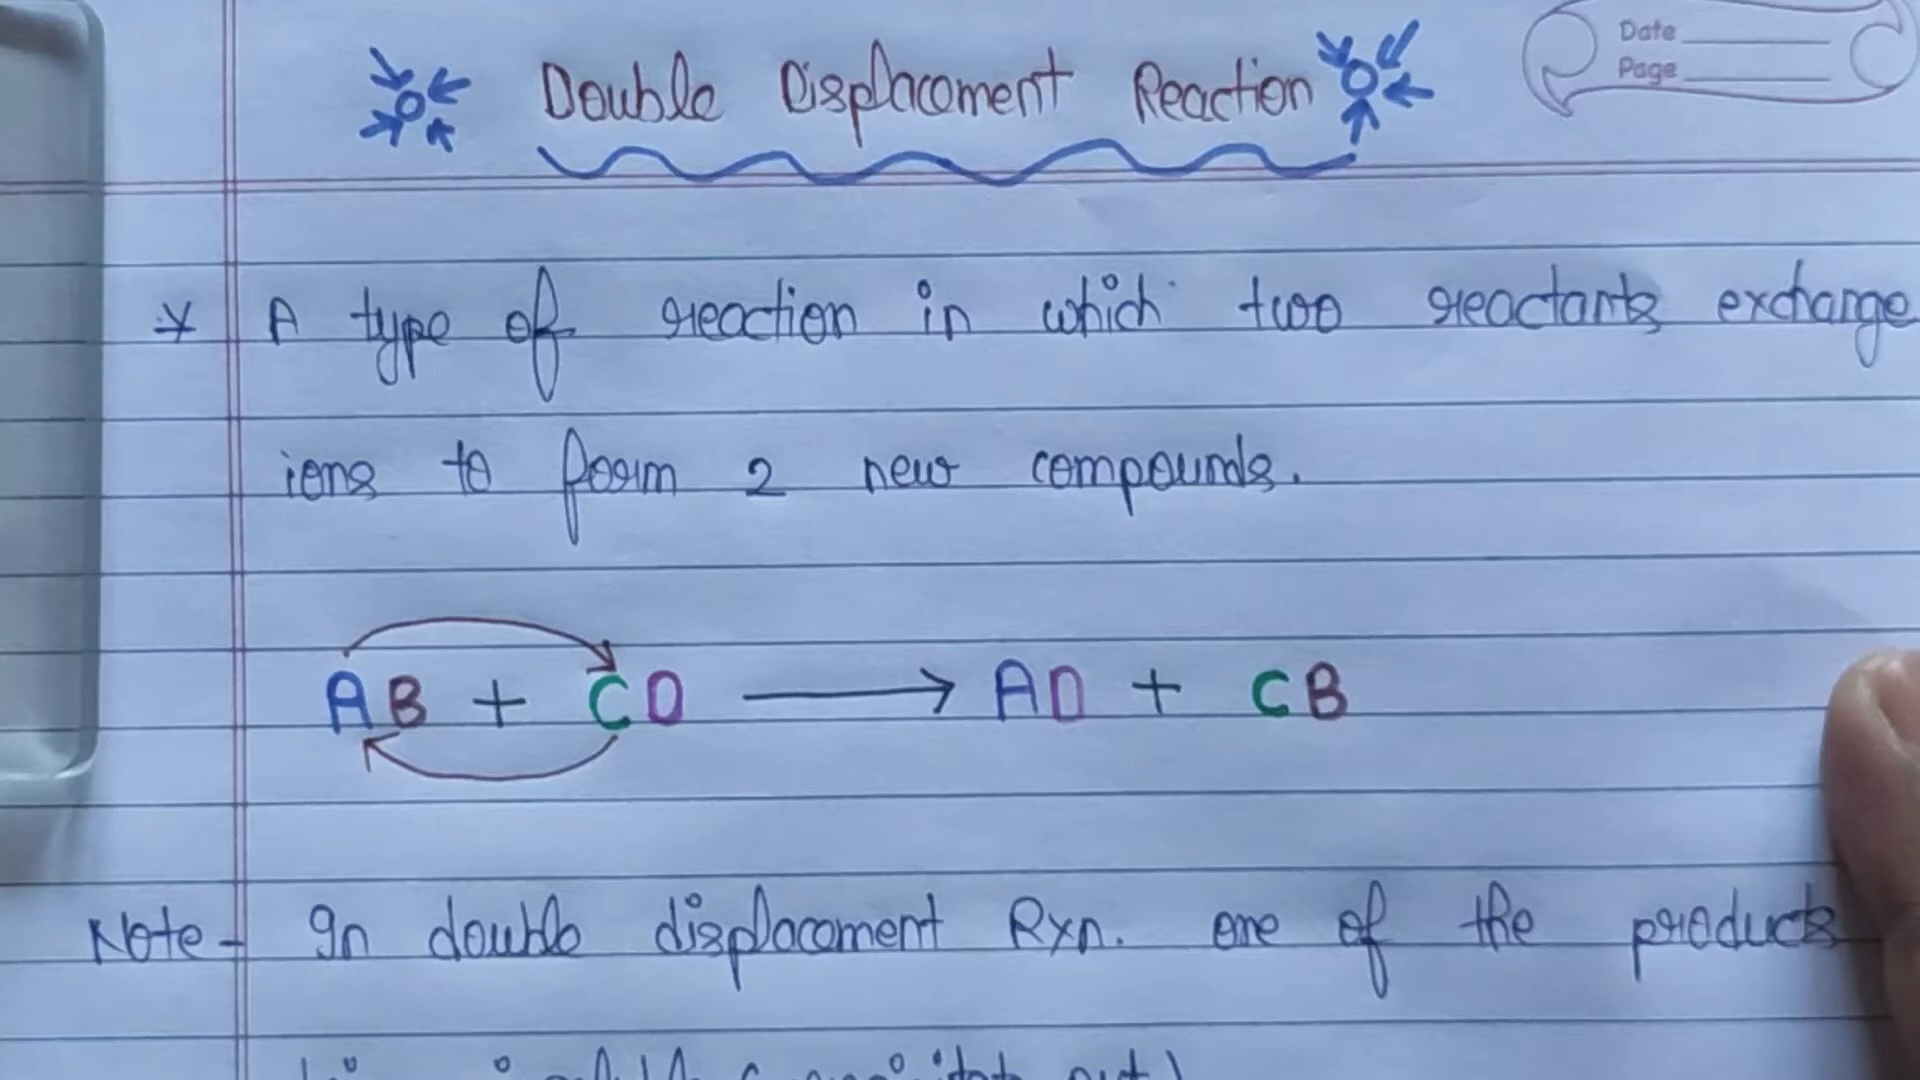 Double Displacement Reaction
Date
Page
A type of reaction in which two reactants exchange
ions to form 2 new compounds.
AB + CD ⟶ AD + CB
Note - In double displacement Rxn. one of the products